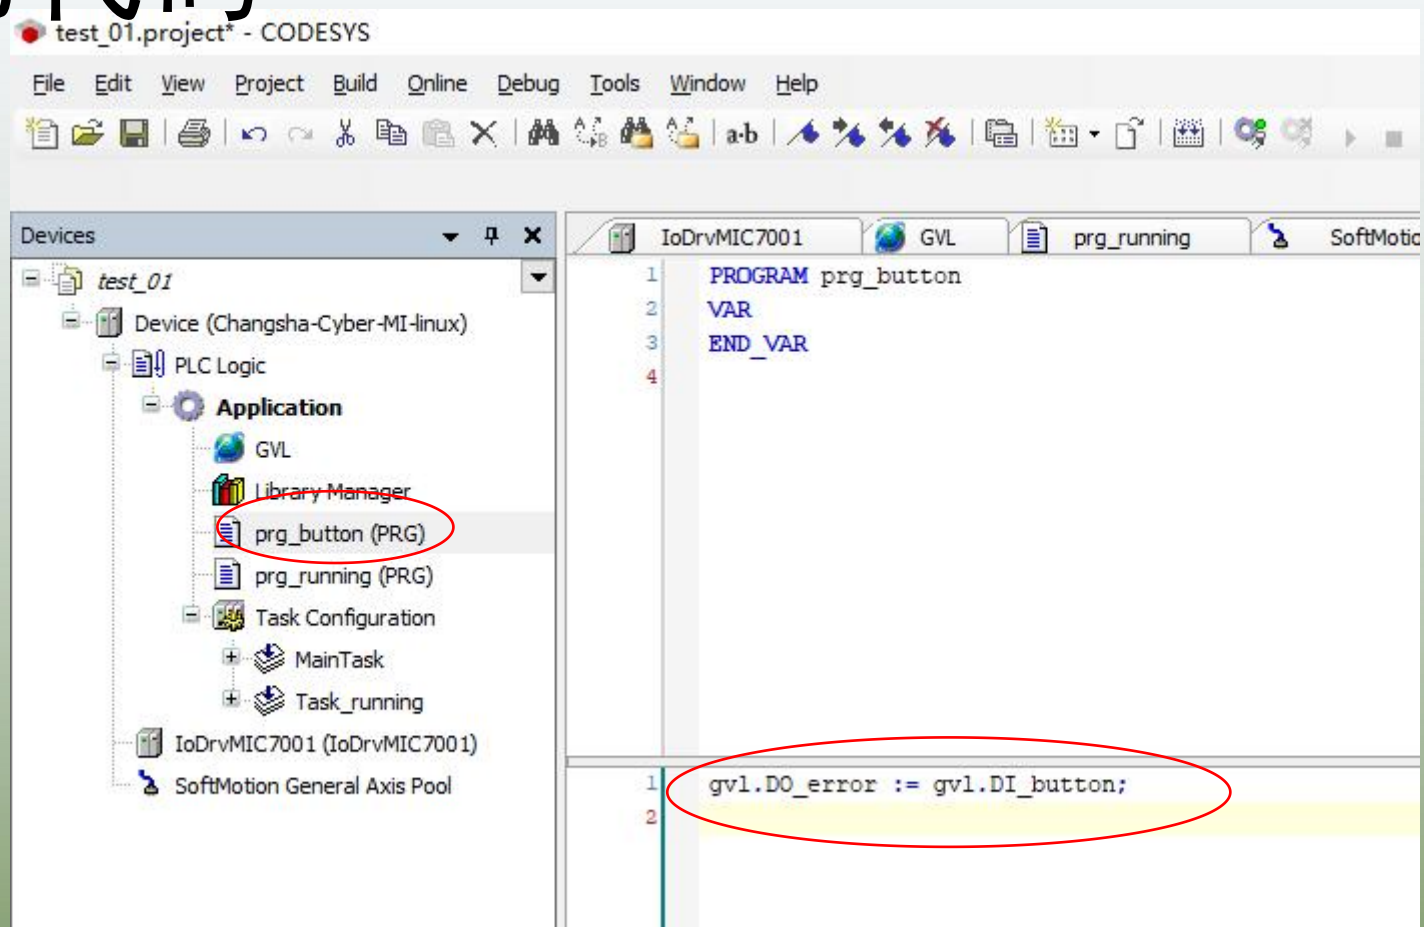 test_01.project* - CODESYS
File Edit View Project Build Online Debug Tools Window Help
Devices
test_01
Device (Changsha-Cyber-MI-linux)
PLC Logic
Application
GVL
Library Manager
prg_button (PRG)
prg_running (PRG)
Task Configuration
MainTask
Task_running
IoDrvMIC7001 (IoDrvMIC7001)
SoftMotion General Axis Pool
IoDrvMIC7001 GVL prg_running SoftMotio
1 PROGRAM prg_button
2 VAR
3 END_VAR
4
1 gvl.DO_error := gvl.DI_button;
2